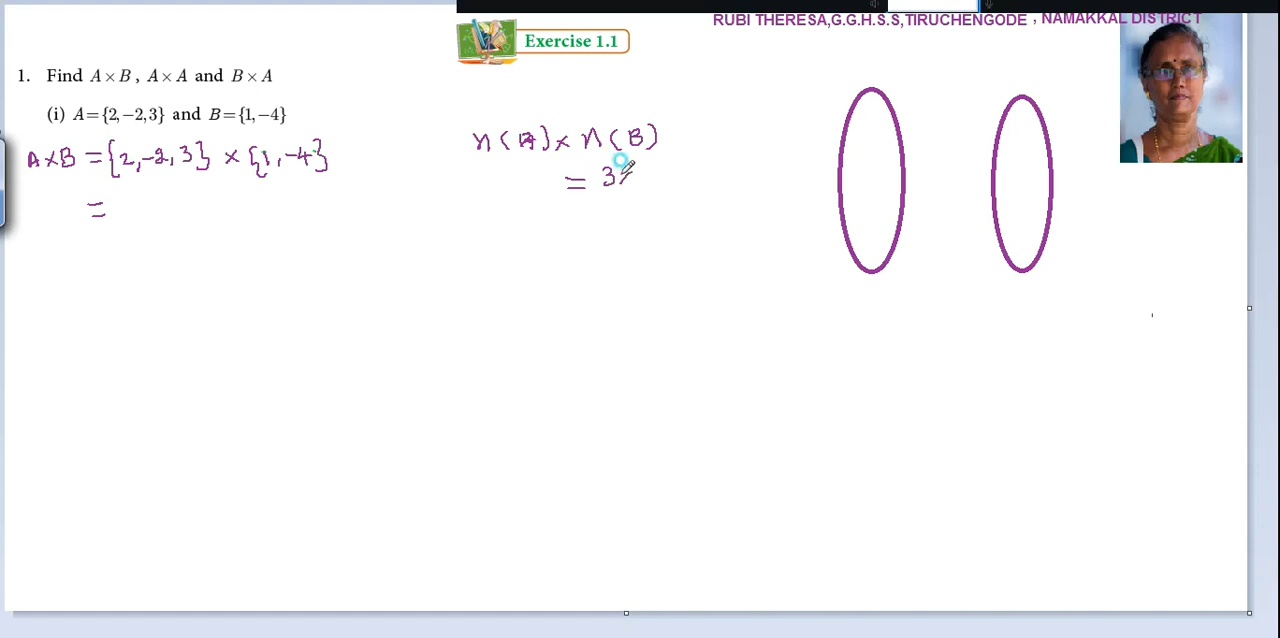 RUBI THERESA,G.G.H.S.S,TIRUCHENGODE , NAMAKKAL DISTRICT
Exercise 1.1
1. Find A×B, A×A and B×A
(i) A={2,−2,3} and B={1,−4}
A×B = {2,-2,3} × {1,-4}
=
n(A) × n(B)
= 3×